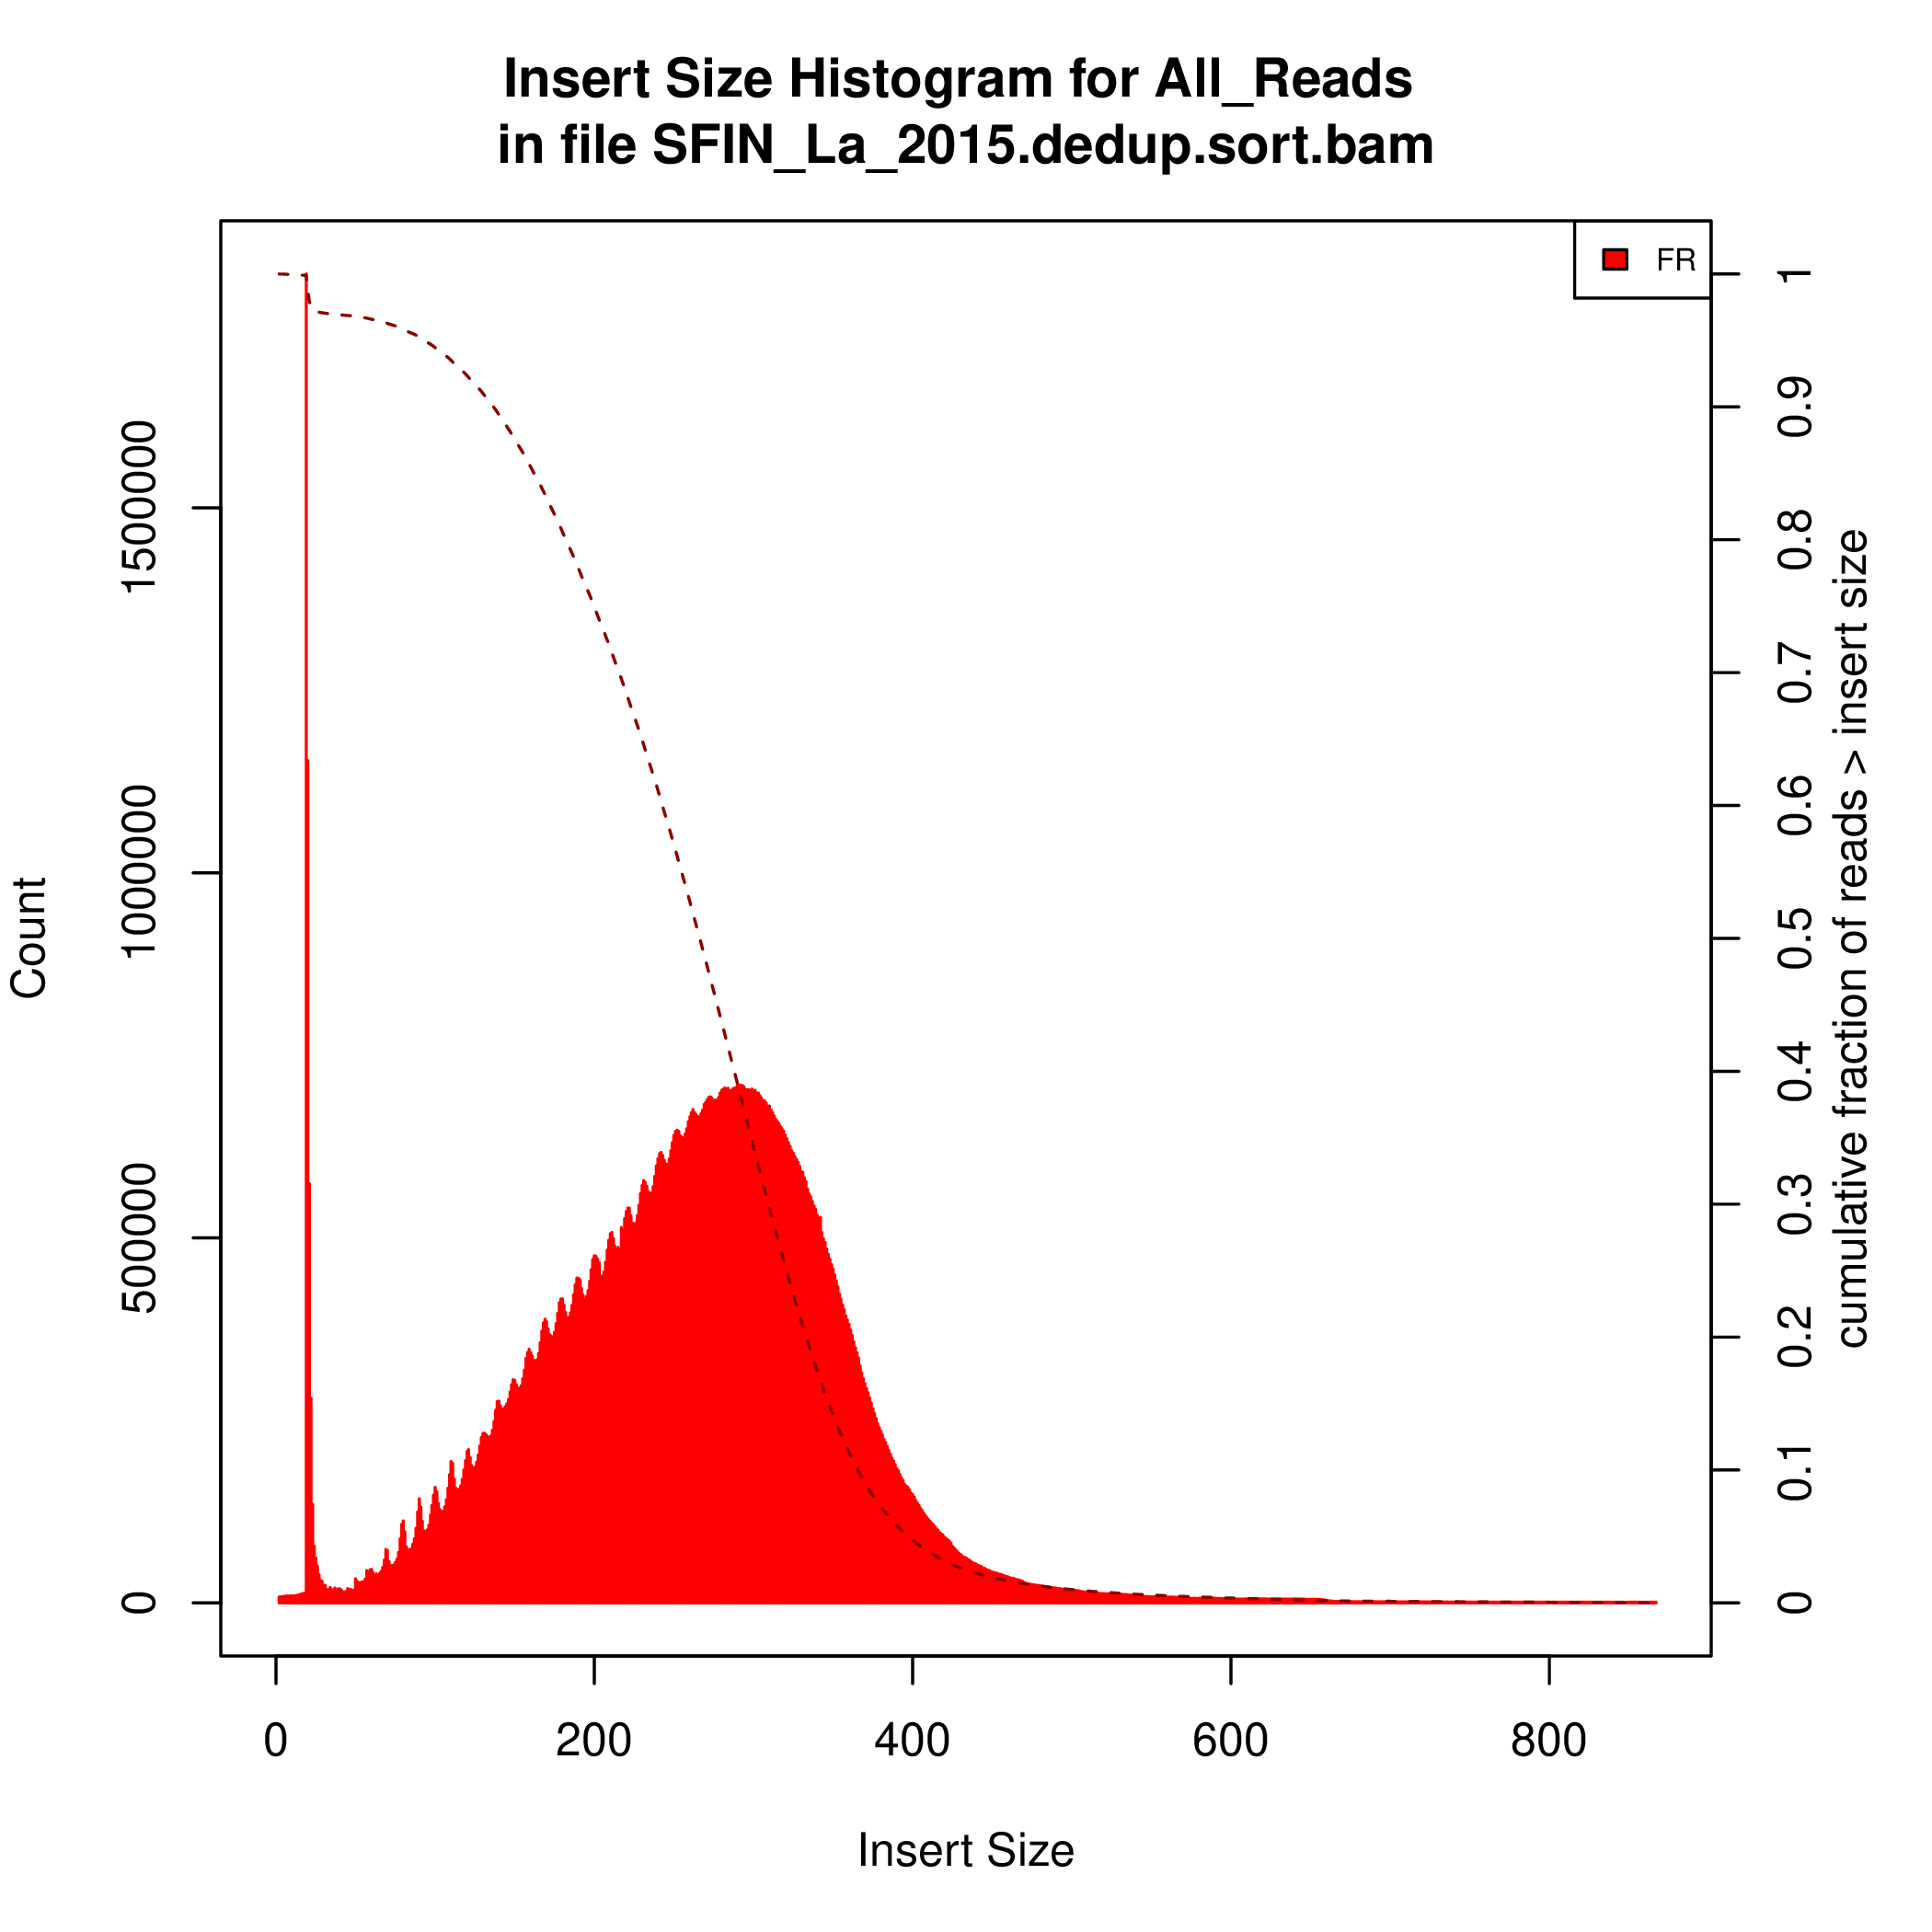 Insert Size Histogram for All_Reads
in file SFIN_La_2015.dedup.sort.bam
FR
Count
0
500000
1000000
1500000
0
0.1
0.2
0.3
0.4
0.5
0.6
0.7
0.8
0.9
1
cumulative fraction of reads > insert size
0 200 400 600 800
Insert Size